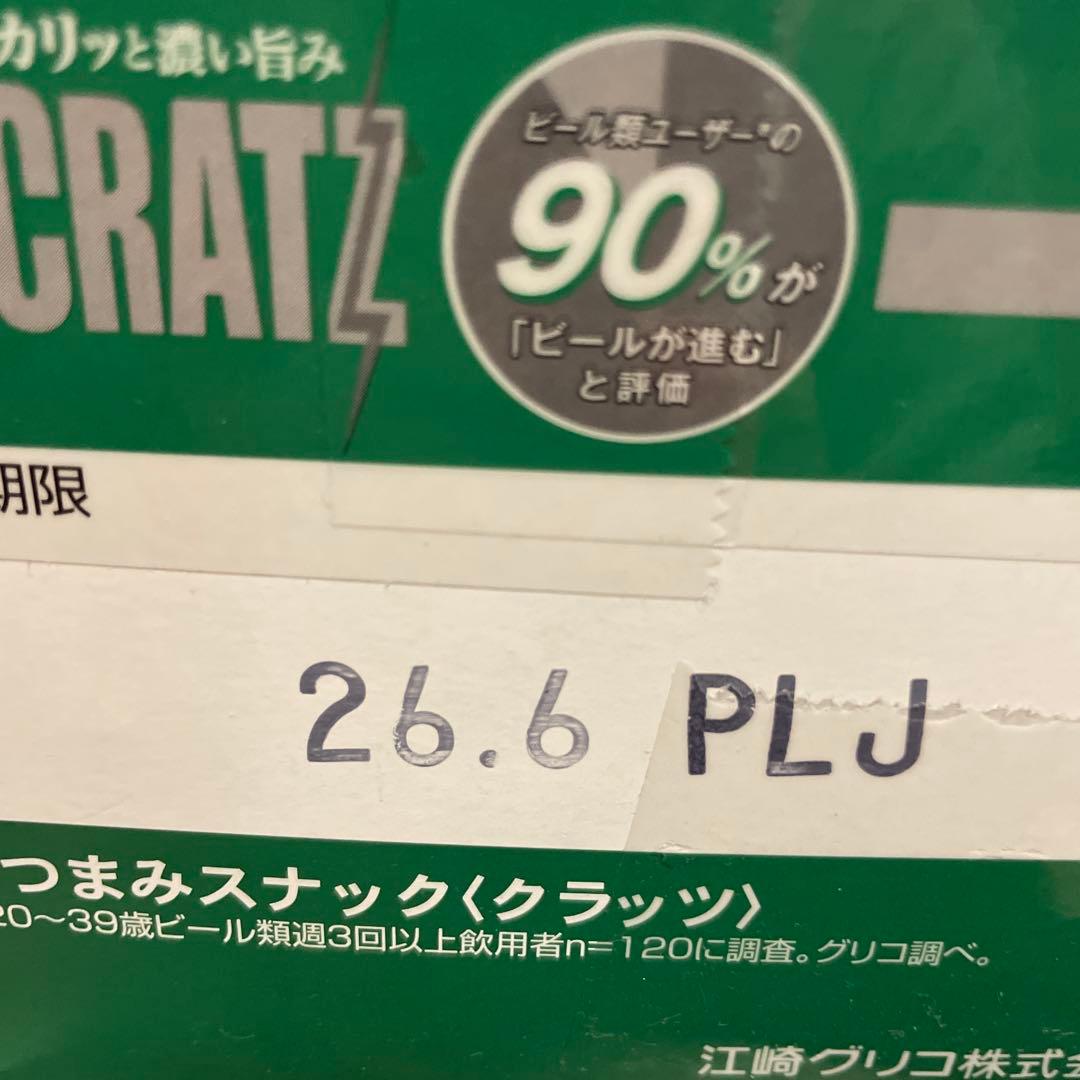 カリッと濃い旨み
CRATZ
ビール類ユーザー*の
90%が
「ビールが進む」
と評価
期限
26.6 PLJ
つまみスナック〈クラッツ〉
20〜39歳ビール類週3回以上飲用者n=120に調査。グリコ調べ。
江崎グリコ株式会